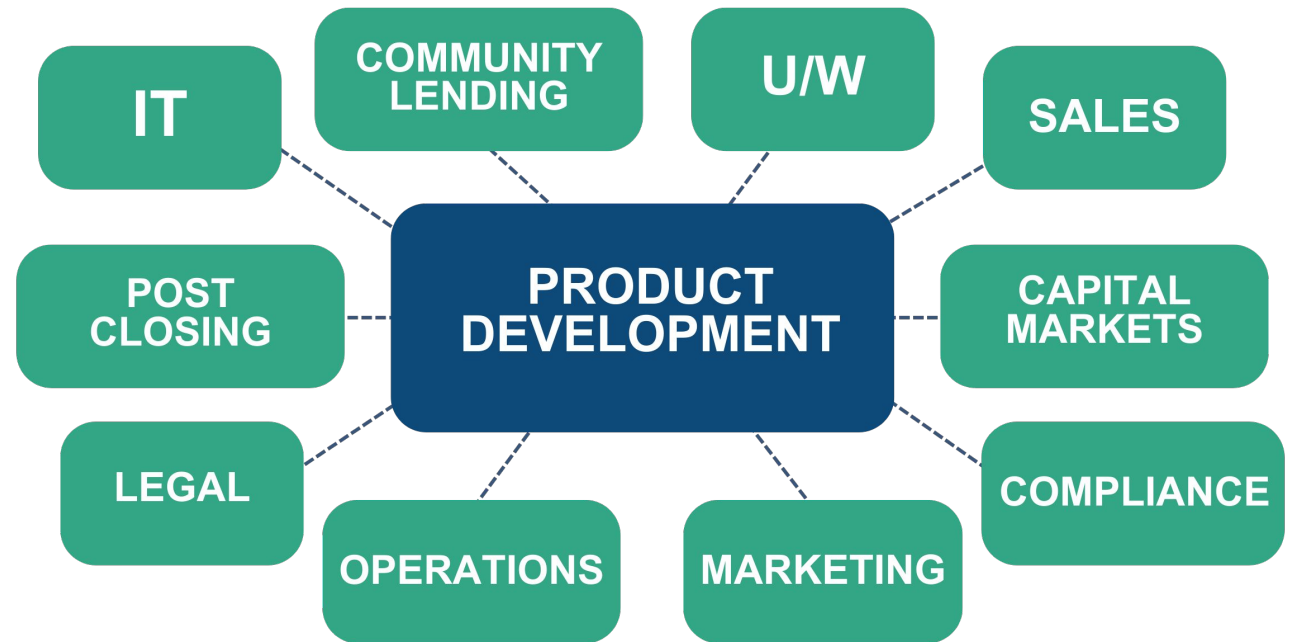 IT
COMMUNITY
LENDING
U/W
SALES
POST
CLOSING
PRODUCT
DEVELOPMENT
CAPITAL
MARKETS
LEGAL
OPERATIONS
MARKETING
COMPLIANCE